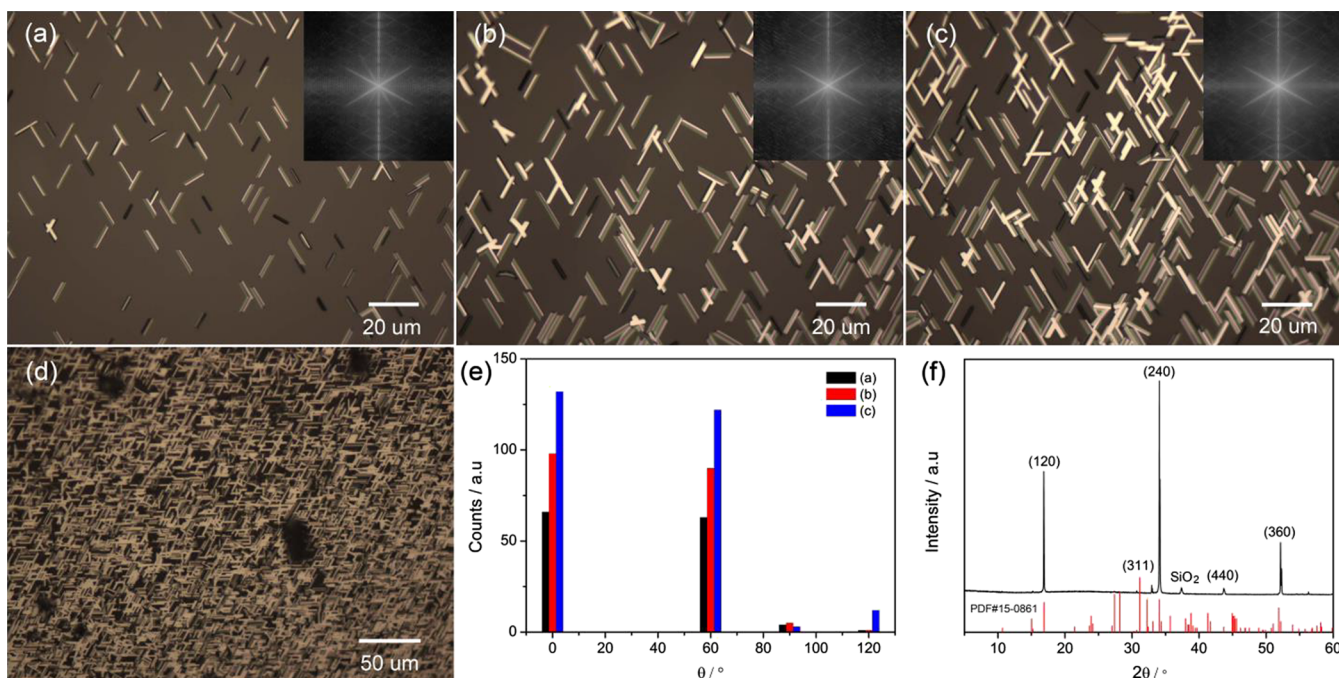 (a)
(b)
(c)
20 um
20 um
20 um
(d)
50 um
(e)
150
100
50
0
Counts / a.u
0
20
40
60
80
100
120
θ / °
(a)
(b)
(c)
(f)
(120)
(311)
(240)
SiO₂
(440)
(360)
PDF#15-0861
Intensity / a.u
10
20
30
40
50
60
2θ / °